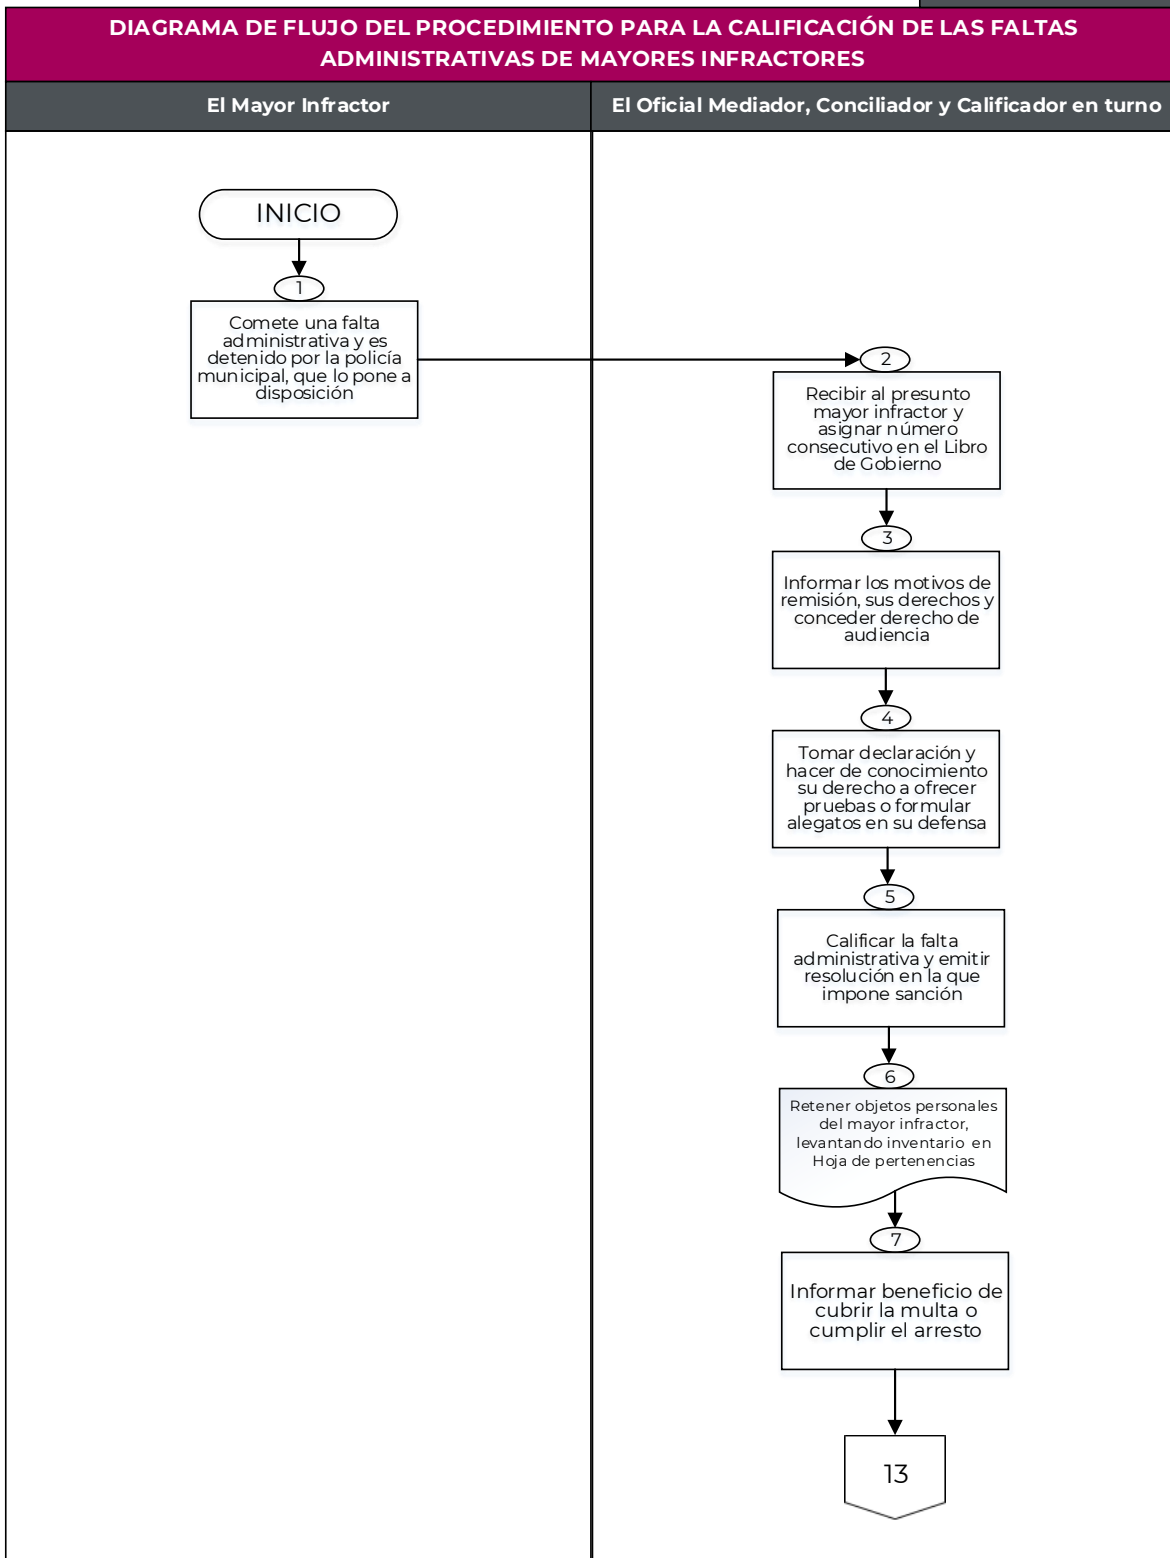 DIAGRAMA DE FLUJO DEL PROCEDIMIENTO PARA LA CALIFICACIÓN DE LAS FALTAS
ADMINISTRATIVAS DE MAYORES INFRACTORES
El Mayor Infractor
El Oficial Mediador, Conciliador y Calificador en turno
INICIO
1
Comete una falta
administrativa y es
detenido por la policía
municipal, que lo pone a
disposición
2
Recibir al presunto
mayor infractor y
asignar número
consecutivo en el Libro
de Gobierno
3
Informar los motivos de
remisión, sus derechos y
conceder derecho de
audiencia
4
Tomar declaración y
hacer de conocimiento
su derecho a ofrecer
pruebas o formular
alegatos en su defensa
5
Calificar la falta
administrativa y emitir
resolución en la que
impone sanción
6
Retener objetos personales
del mayor infractor,
levantando inventario en
Hoja de pertenencias
7
Informar beneficio de
cubrir la multa o
cumplir el arresto
13